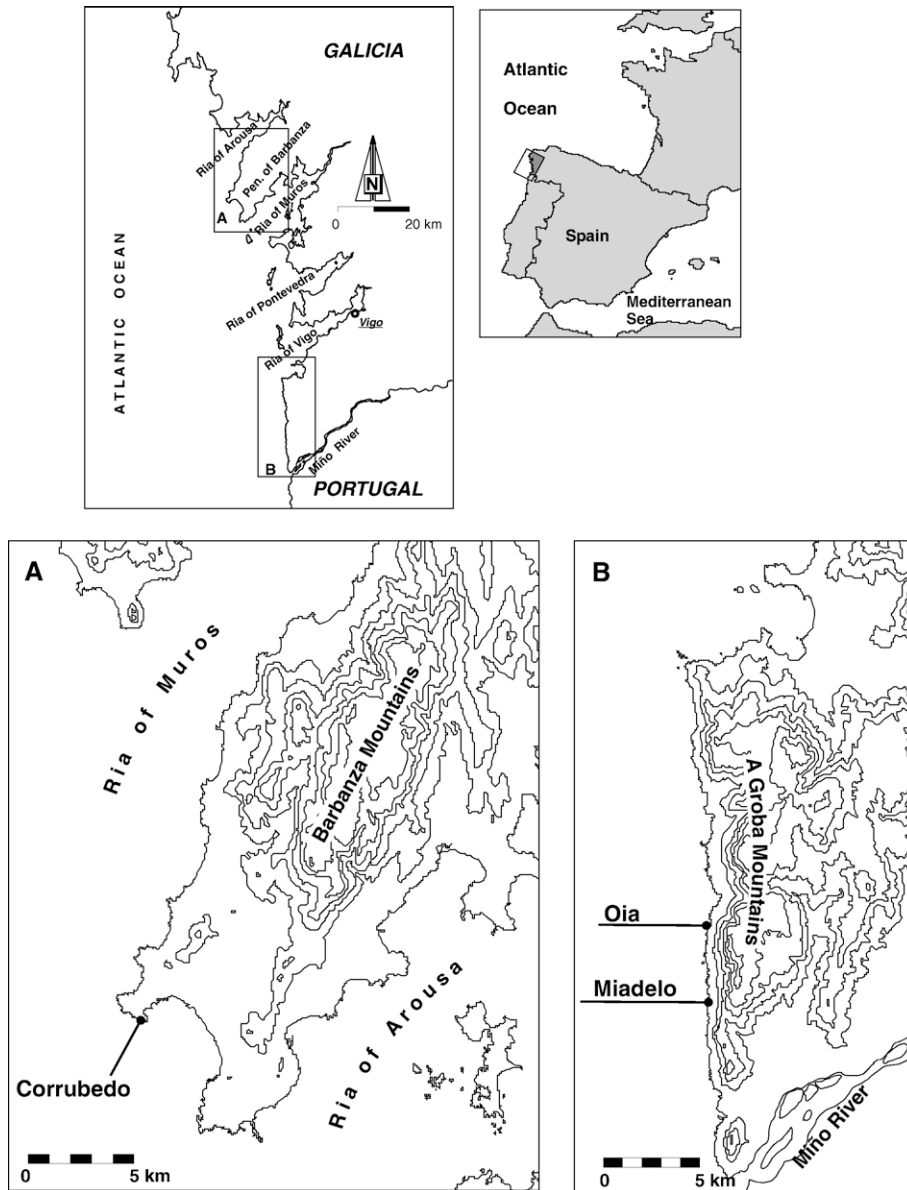 GALICIA
Ria of Arousa
Pen. of Barbanza
Ria of Muros
A
N
0 20 km
Ria of Pontevedra
Vigo
Ria of Vigo
ATLANTIC OCEAN
B
Miño River
PORTUGAL
Atlantic
Ocean
Spain
Mediterranean
Sea
A
Ria of Muros
Barbanza Mountains
Ria of Arousa
Corrubedo
0 5 km
B
A Groba Mountains
Oia
Miadelo
Miño River
0 5 km